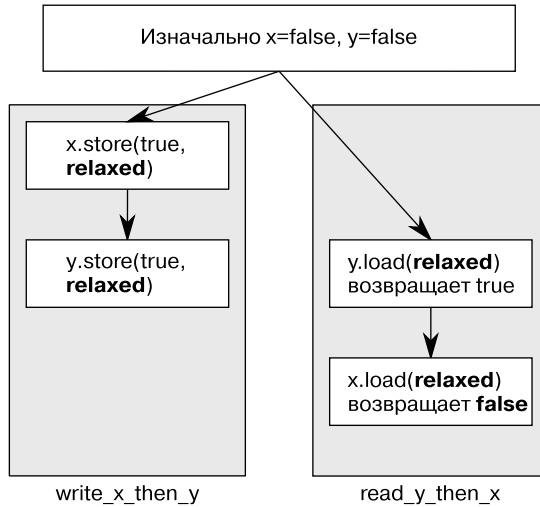 Изначально x=false, y=false
x.store(true,
relaxed)
y.store(true,
relaxed)
y.load(relaxed)
возвращает true
x.load(relaxed)
возвращает false
write_x_then_y
read_y_then_x